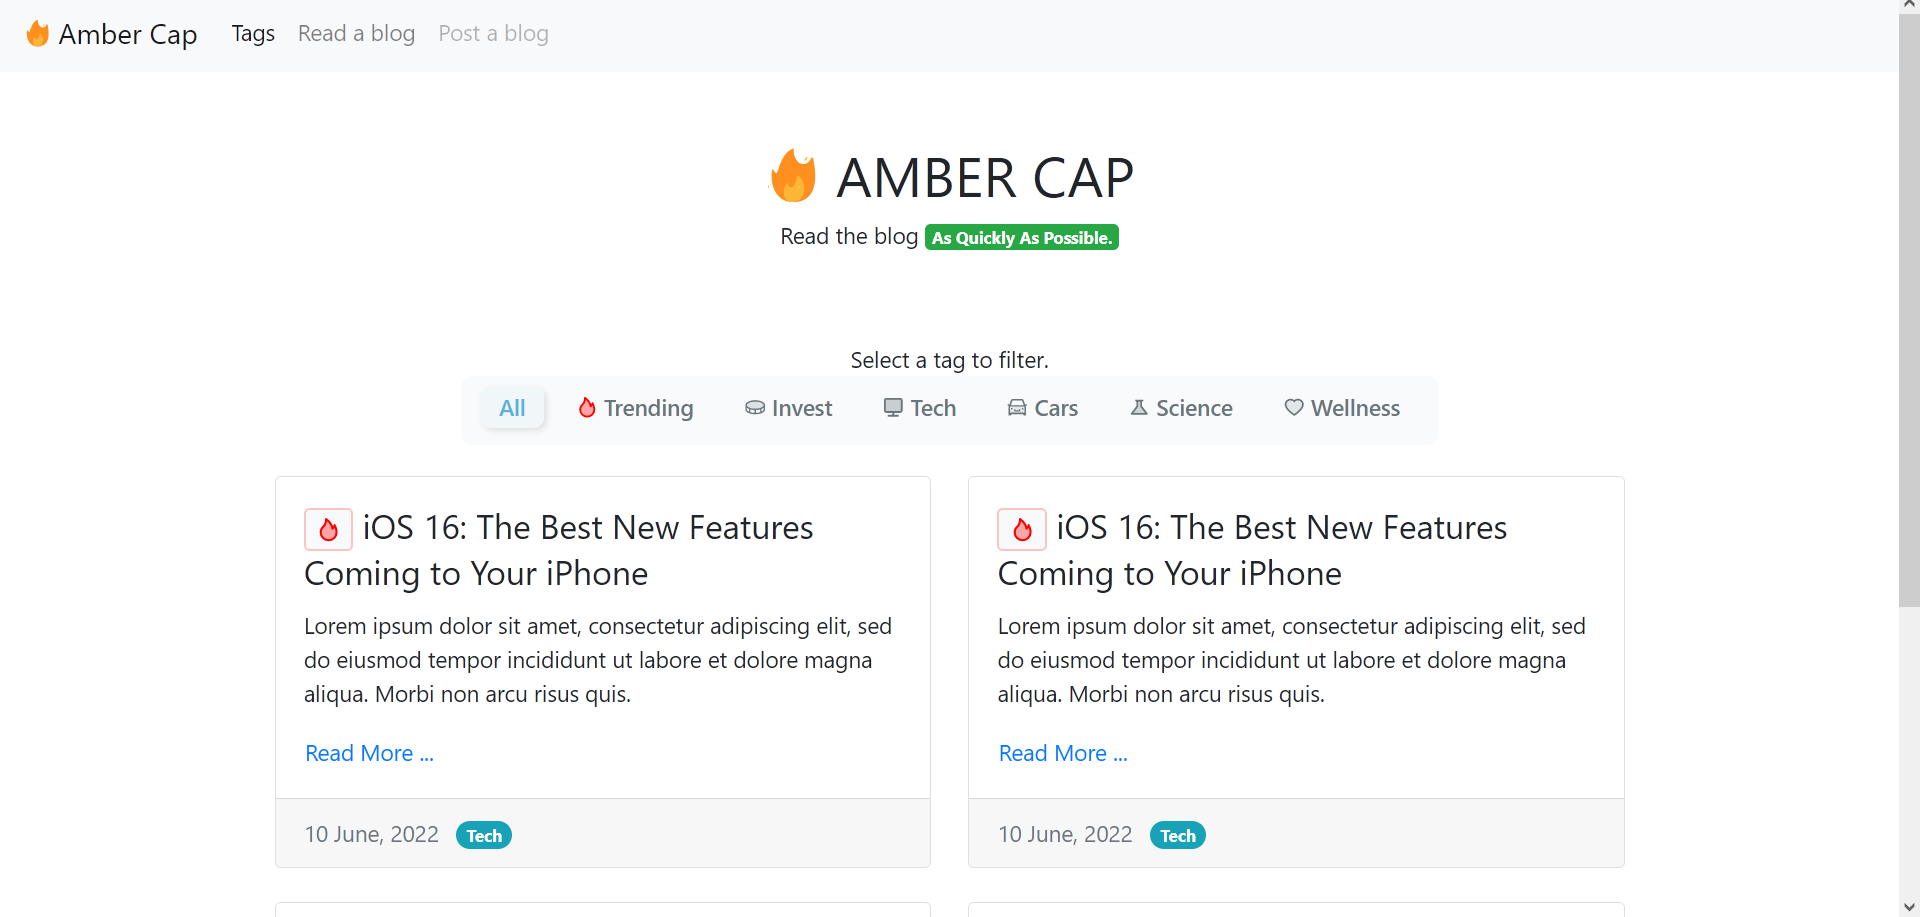 Amber Cap Tags Read a blog Post a blog
AMBER CAP
Read the blog As Quickly As Possible.
Select a tag to filter.
All Trending Invest Tech Cars Science Wellness
iOS 16: The Best New Features
Coming to Your iPhone
Lorem ipsum dolor sit amet, consectetur adipiscing elit, sed
do eiusmod tempor incididunt ut labore et dolore magna
aliqua. Morbi non arcu risus quis.
Read More ...
10 June, 2022 Tech
iOS 16: The Best New Features
Coming to Your iPhone
Lorem ipsum dolor sit amet, consectetur adipiscing elit, sed
do eiusmod tempor incididunt ut labore et dolore magna
aliqua. Morbi non arcu risus quis.
Read More ...
10 June, 2022 Tech